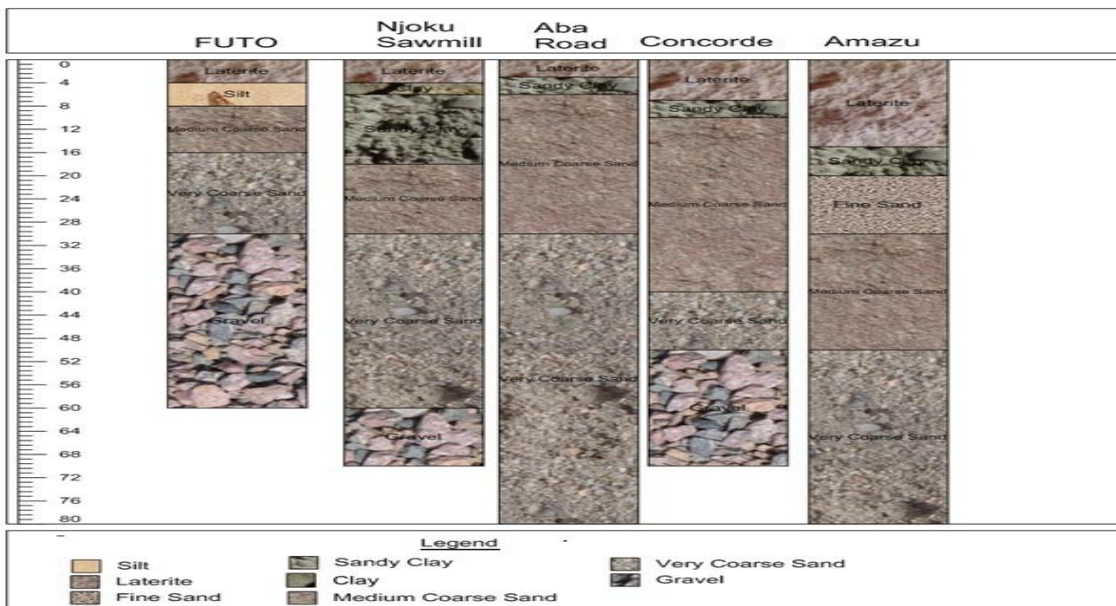 FUTO Njoku Sawmill Aba Road Concorde Amazu
0 Laterite Laterite Laterite Laterite Laterite
4 Silt Clay Sandy Clay Sandy Clay
8
12 Medium Coarse Sand Sandy Clay
16 Medium Coarse Sand Sandy Clay
20
24 Very Coarse Sand Medium Coarse Sand Fine Sand
28 Medium Coarse Sand
32
36
40 Medium Coarse Sand
44 Gravel Very Coarse Sand Very Coarse Sand
48
52
56 Very Coarse Sand
60 Gravel
64 Gravel Very Coarse Sand
68
72
76
80
Legend
Silt Sandy Clay Very Coarse Sand
Laterite Clay Gravel
Fine Sand Medium Coarse Sand